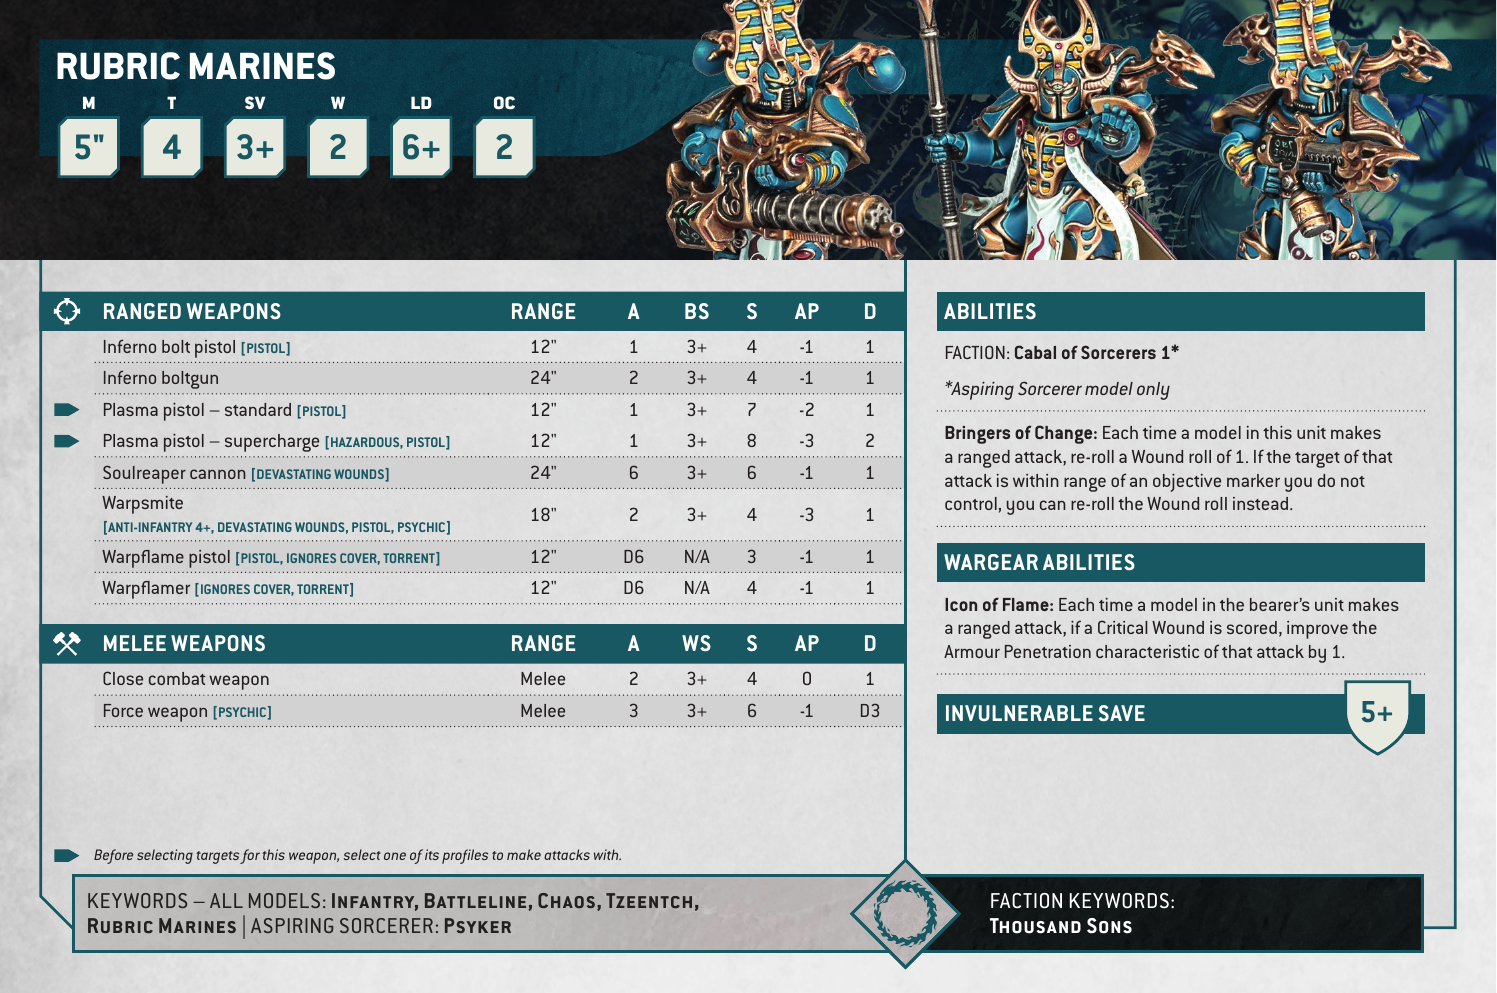 RUBRIC MARINES
M T SV W LD OC
5" 4 3+ 2 6+ 2
RANGED WEAPONS RANGE A BS S AP D
Inferno bolt pistol [PISTOL] 12" 1 3+ 4 -1 1
Inferno boltgun 24" 2 3+ 4 -1 1
Plasma pistol – standard [PISTOL] 12" 1 3+ 7 -2 1
Plasma pistol – supercharge [HAZARDOUS, PISTOL] 12" 1 3+ 8 -3 2
Soulreaper cannon [DEVASTATING WOUNDS] 24" 6 3+ 6 -1 1
Warpsmite
[ANTI-INFANTRY 4+, DEVASTATING WOUNDS, PISTOL, PSYCHIC] 18" 2 3+ 4 -3 1
Warpflame pistol [PISTOL, IGNORES COVER, TORRENT] 12" D6 N/A 3 -1 1
Warpflamer [IGNORES COVER, TORRENT] 12" D6 N/A 4 -1 1
MELEE WEAPONS RANGE A WS S AP D
Close combat weapon Melee 2 3+ 4 0 1
Force weapon [PSYCHIC] Melee 3 3+ 6 -1 D3
Before selecting targets for this weapon, select one of its profiles to make attacks with.
ABILITIES
FACTION: Cabal of Sorcerers 1*
*Aspiring Sorcerer model only
Bringers of Change: Each time a model in this unit makes
a ranged attack, re-roll a Wound roll of 1. If the target of that
attack is within range of an objective marker you do not
control, you can re-roll the Wound roll instead.
WARGEAR ABILITIES
Icon of Flame: Each time a model in the bearer's unit makes
a ranged attack, if a Critical Wound is scored, improve the
Armour Penetration characteristic of that attack by 1.
INVULNERABLE SAVE 5+
KEYWORDS – ALL MODELS: INFANTRY, BATTLELINE, CHAOS, TZEENTCH,
RUBRIC MARINES | ASPIRING SORCERER: PSYKER
FACTION KEYWORDS:
THOUSAND SONS